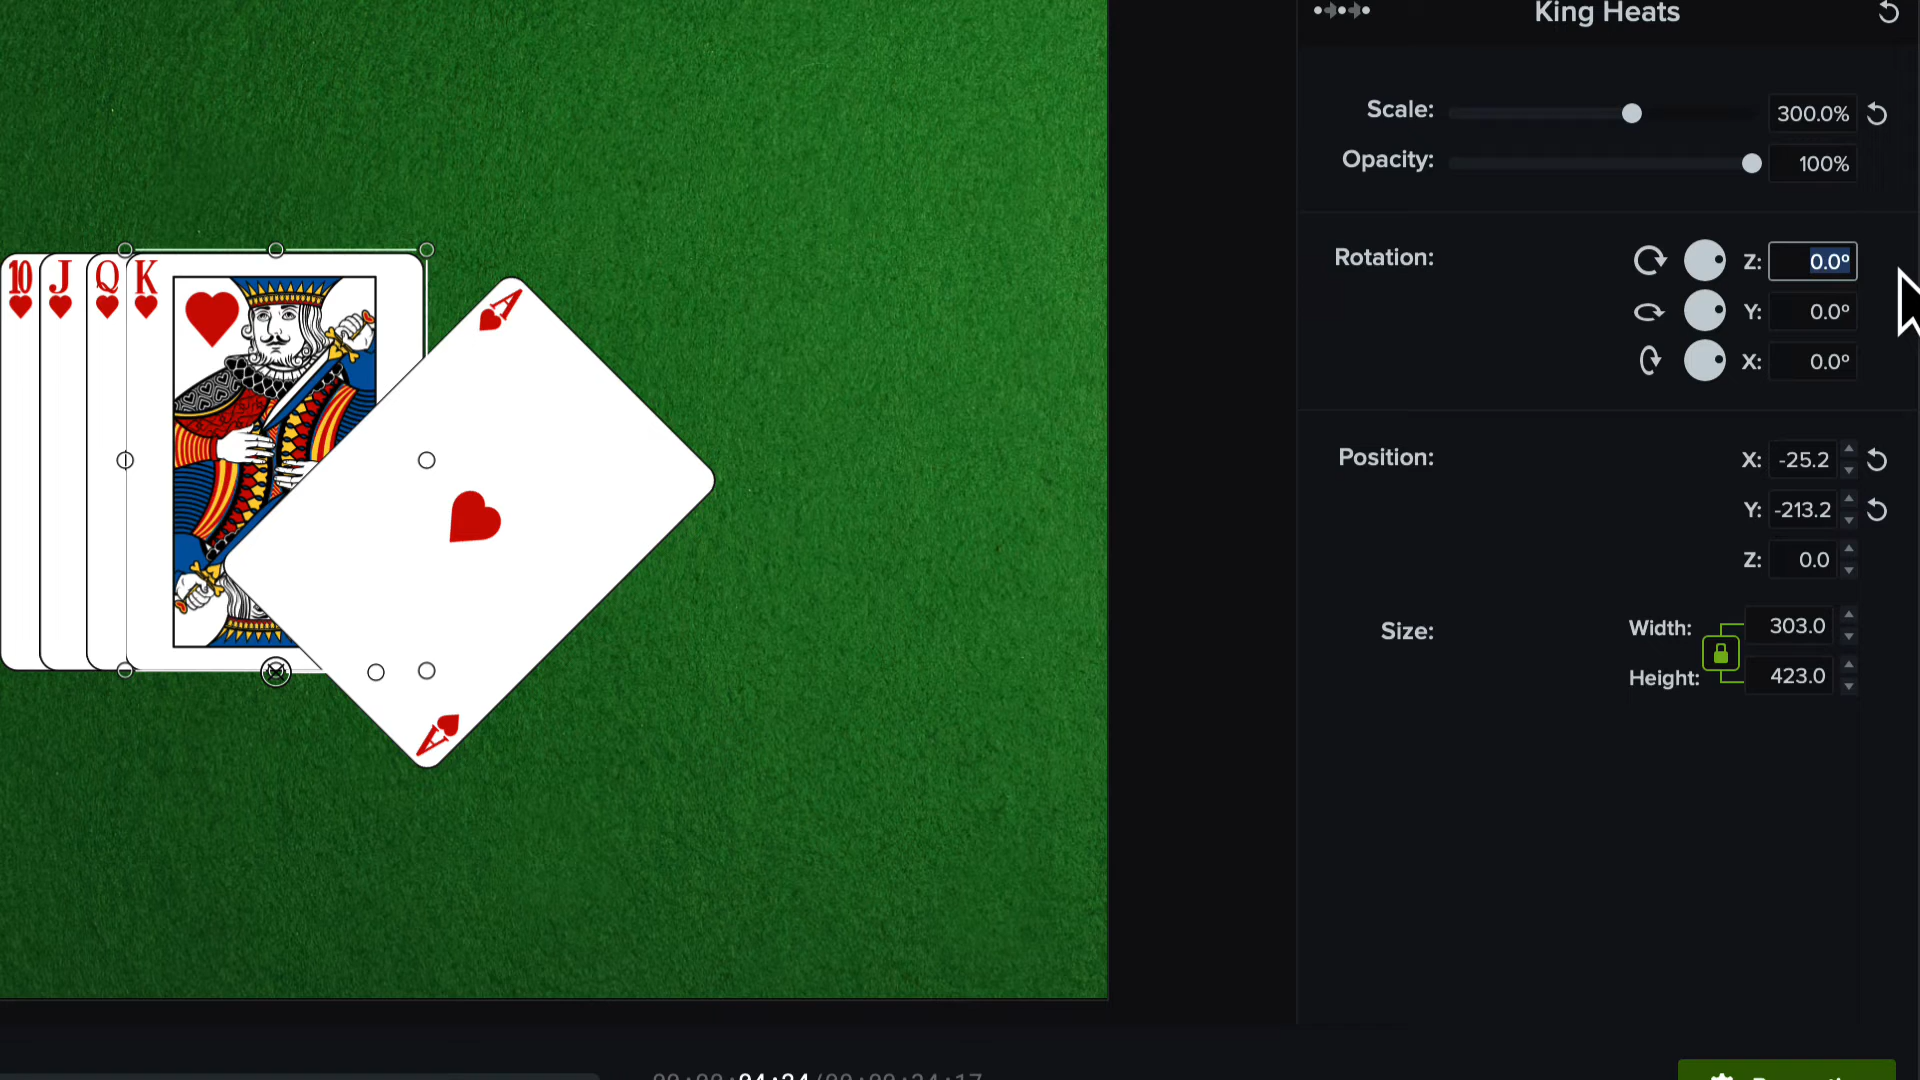 King Heats
Scale: 300.0%
Opacity: 100%
Rotation: Z: 0.0°
Y: 0.0°
X: 0.0°
Position: X: -25.2
Y: -213.2
Z: 0.0
Size: Width: 303.0
Height: 423.0
10 J Q K
A
A